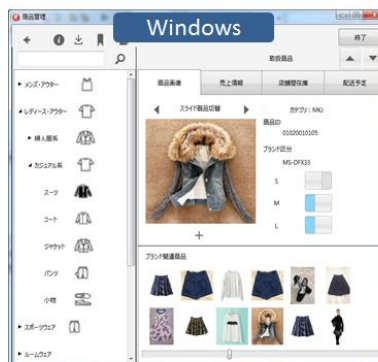 商品管理
Windows
終了
取扱商品
メンズ・アウター
レディース・アウター
婦人服系
カジュアル系
スーツ
コート
ジャケット
パンツ
小物
スポーツウェア
ルームウェア
商品画像
売上情報
店舗間在庫
配送予定
スライド商品切替
カテゴリ : MKJ
商品ID
01020010105
ブランド区分
MS-DFX33
S
M
L
ブランド関連商品